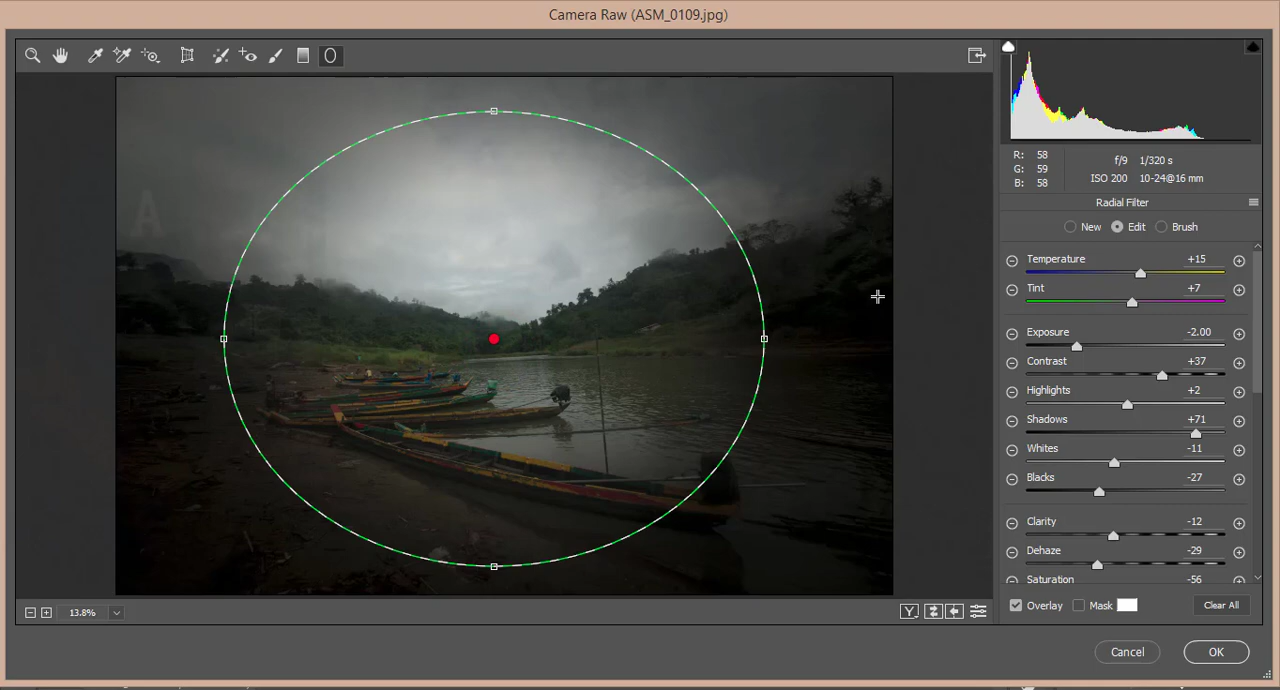 Camera Raw (ASM_0109.jpg)
R: 58
G: 59
B: 58
f/9 1/320 s
ISO 200 10-24@16 mm
Radial Filter
New Edit Brush
Temperature +15
Tint +7
Exposure -2.00
Contrast +37
Highlights +2
Shadows +71
Whites -11
Blacks -27
Clarity -12
Dehaze -29
Saturation -56
13.8%
Y
Overlay Mask Clear All
Cancel OK